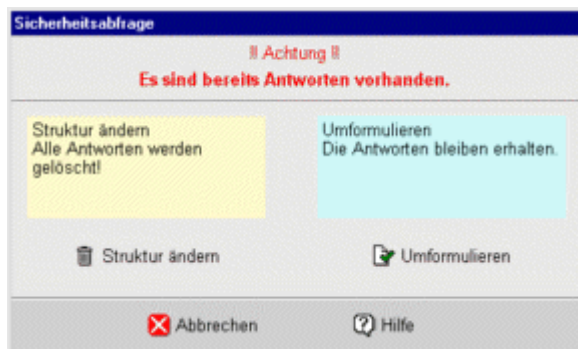 Sicherheitsabfrage
!! Achtung !!
Es sind bereits Antworten vorhanden.
Struktur ändern
Alle Antworten werden
gelöscht!
Umformulieren
Die Antworten bleiben erhalten.
Struktur ändern
Umformulieren
Abbrechen
Hilfe